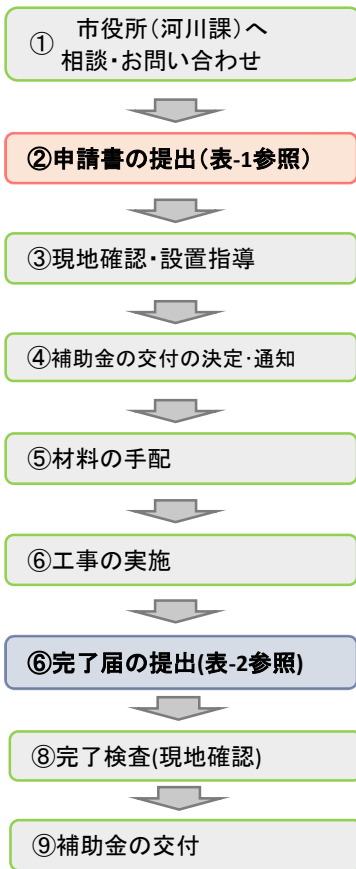 ① 市役所（河川課）へ
相談・お問い合わせ
②申請書の提出（表-1参照）
③現地確認・設置指導
④補助金の交付の決定・通知
⑤材料の手配
⑥工事の実施
⑥完了届の提出(表-2参照)
⑧完了検査(現地確認)
⑨補助金の交付